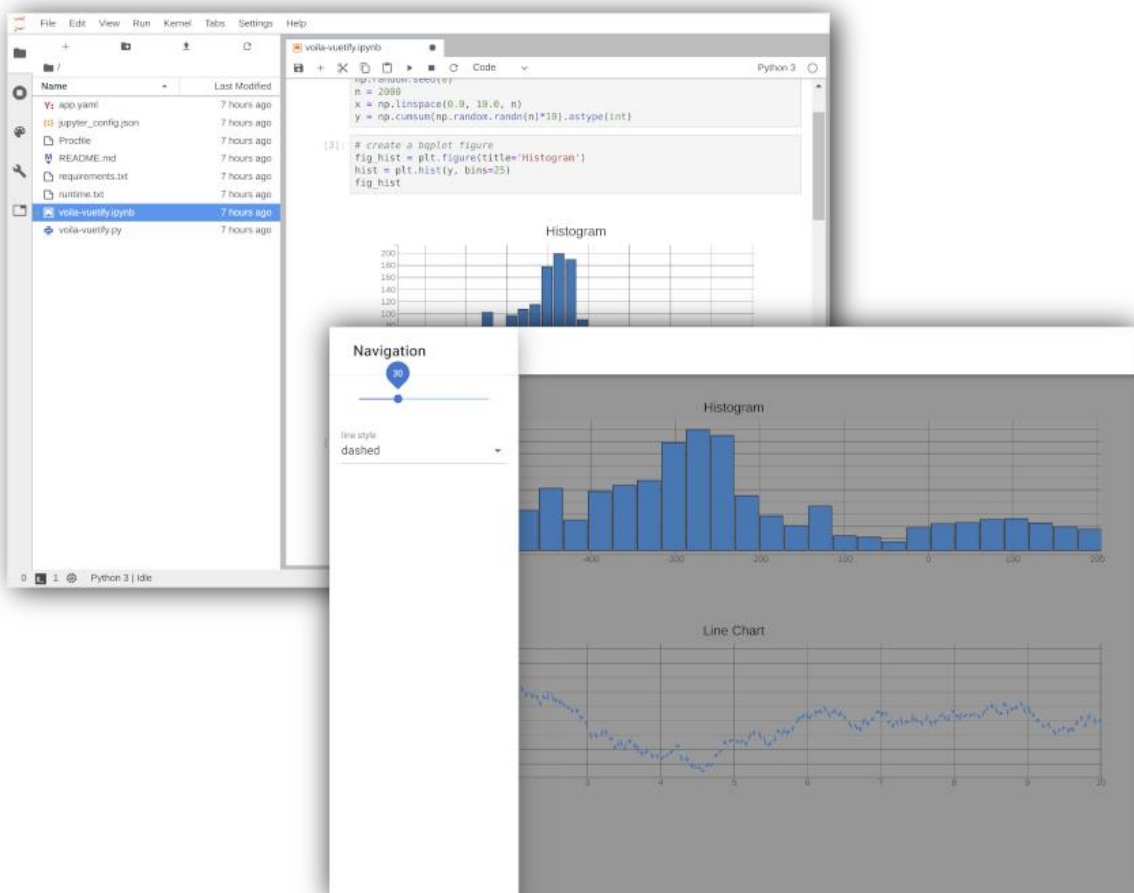 File Edit View Run Kernel Tabs Settings Help
voila-vuetify.ipynb
/
Code
Python 3
Name Last Modified
app.yaml 7 hours ago
jupyter_config.json 7 hours ago
Procfile 7 hours ago
README.md 7 hours ago
requirements.txt 7 hours ago
runtime.txt 7 hours ago
voila-vuetify.ipynb 7 hours ago
voila-vuetify.py 7 hours ago
np.random.seed(0)
n = 2000
x = np.linspace(0.0, 10.0, n)
y = np.cumsum(np.random.randn(n)*10).astype(int)
[3]: # create a bqplot figure
fig_hist = plt.figure(title='Histogram')
hist = plt.hist(y, bins=25)
fig_hist
Histogram
200
180
160
140
120
100
0 1 Python 3 | Idle
Navigation
30
line style
dashed
Histogram
-400 -300 -200 -100 0 100 200
Line Chart
3 4 5 6 7 8 9 10